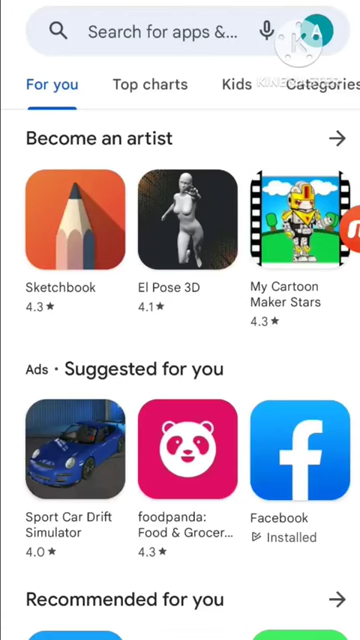 Search for apps &...
A
K
KINEMASTER
For you
Top charts
Kids
Categories
Become an artist
Sketchbook
4.3★
El Pose 3D
4.1★
My Cartoon
Maker Stars
4.3★
Ads • Suggested for you
Sport Car Drift
Simulator
4.0★
foodpanda:
Food & Grocer...
4.3★
f
Facebook
Installed
Recommended for you